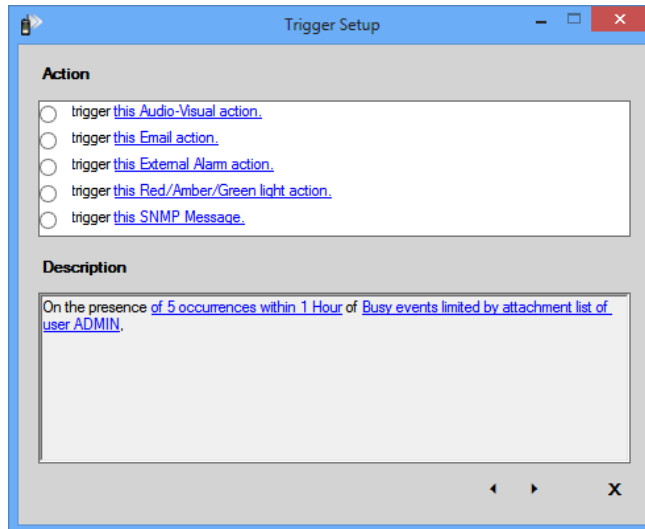 Trigger Setup
Action
trigger this Audio-Visual action.
trigger this Email action.
trigger this External Alarm action.
trigger this Red/Amber/Green light action.
trigger this SNMP Message.
Description
On the presence of 5 occurrences within 1 Hour of Busy events limited by attachment list of
user ADMIN,